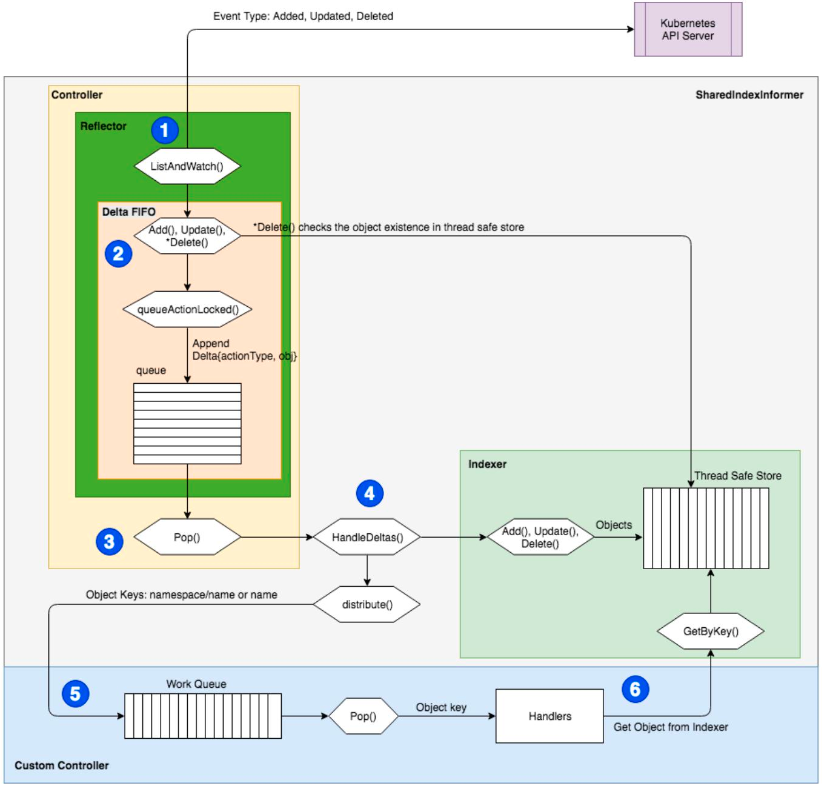 Event Type: Added, Updated, Deleted
Kubernetes
API Server
Controller
SharedIndexInformer
Reflector
1
ListAndWatch()
Delta FIFO
Add(), Update(),
*Delete()
*Delete() checks the object existence in thread safe store
2
queueActionLocked()
Append
Delta{actionType, obj}
queue
Indexer
Thread Safe Store
4
3
Pop()
HandleDeltas()
Add(), Update(),
Delete()
Objects
Object Keys: namespace/name or name
distribute()
GetByKey()
5
Work Queue
6
Pop()
Object key
Handlers
Get Object from Indexer
Custom Controller